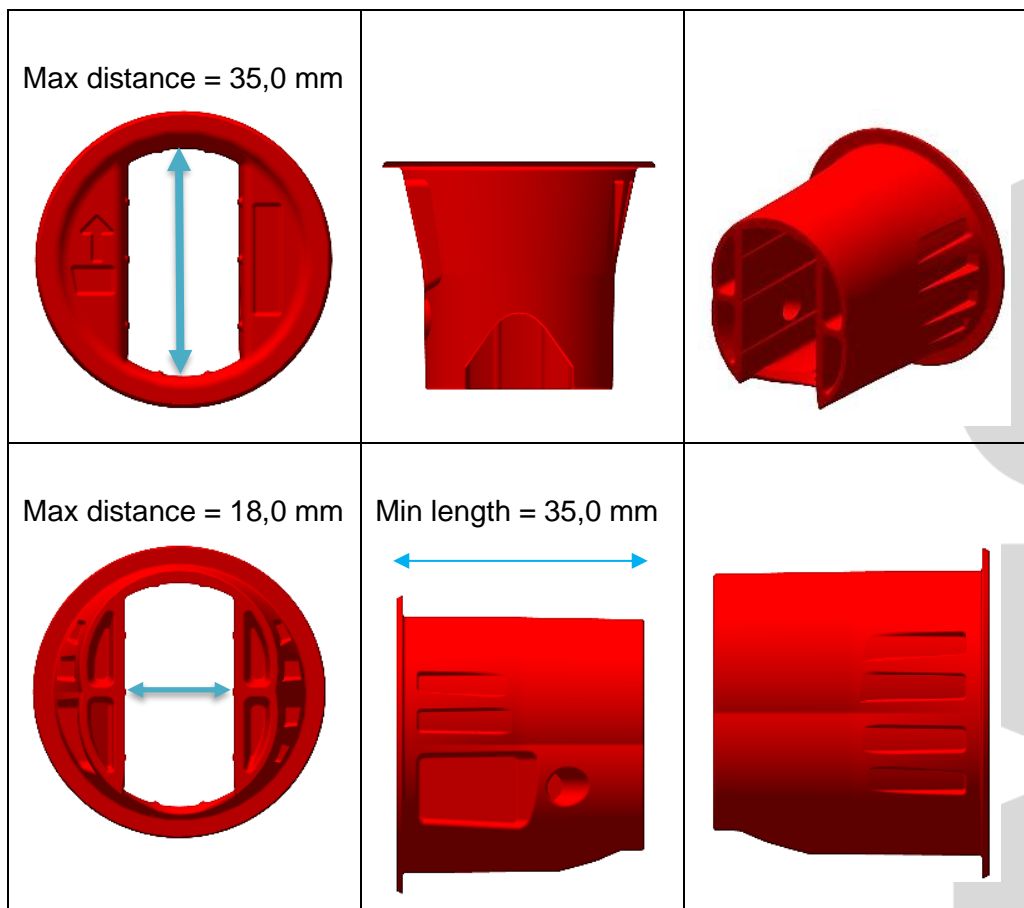 Max distance = 35,0 mm
Max distance = 18,0 mm
Min length = 35,0 mm